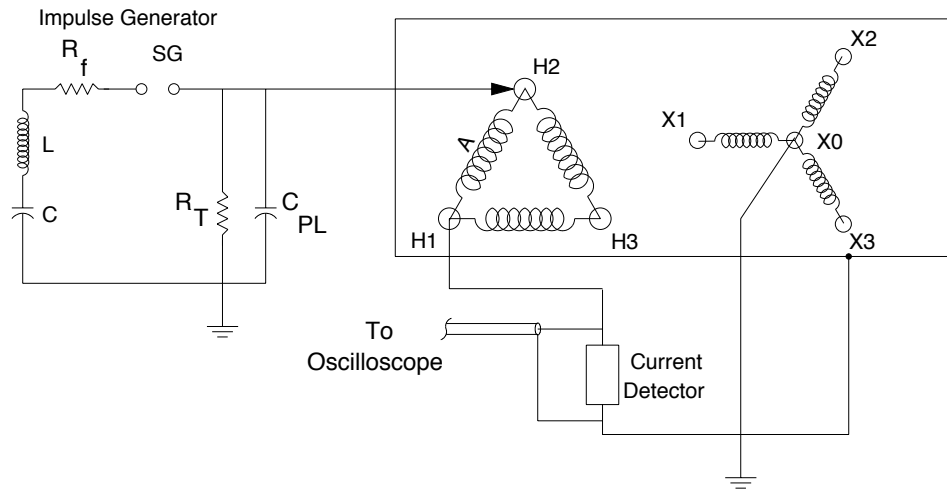 Impulse Generator
R
f
SG
L
C
R
T
C
PL
H2
A
H1
H3
X2
X1
X0
X3
To
Oscilloscope
Current
Detector